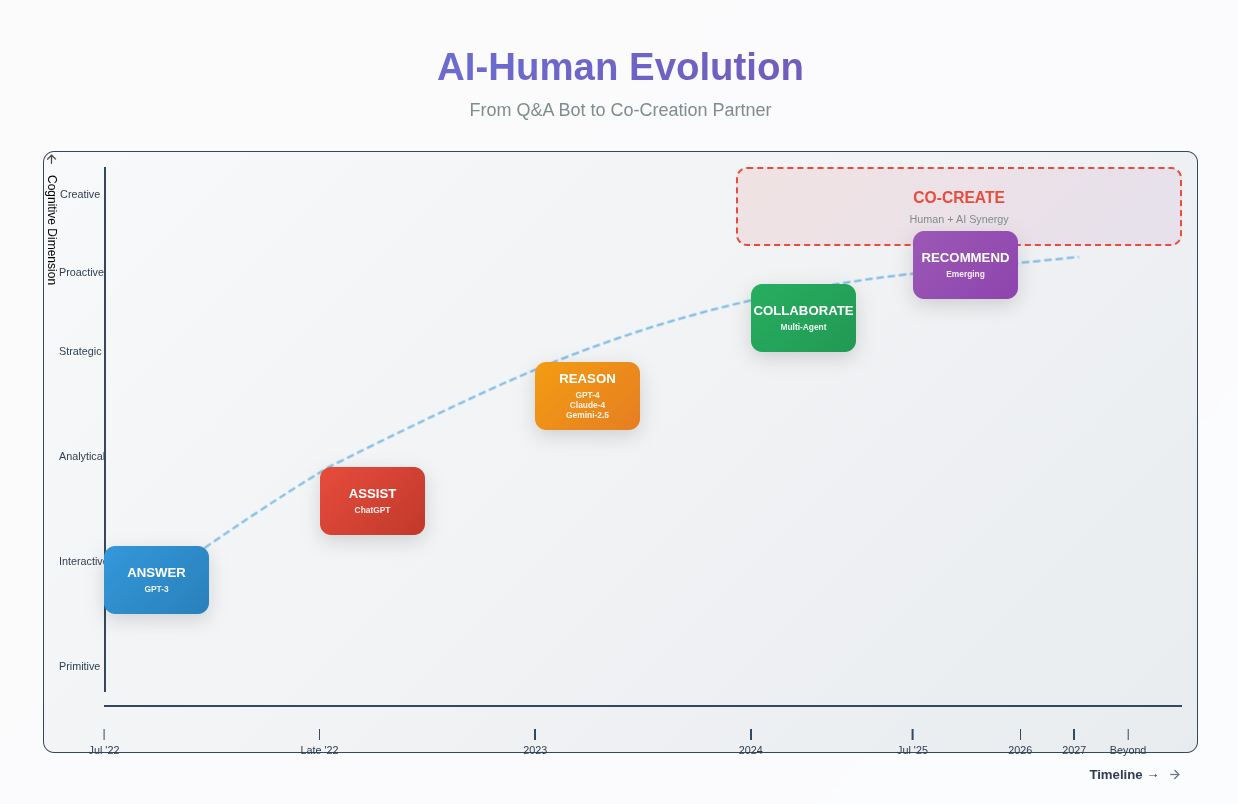 AI-Human Evolution
From Q&A Bot to Co-Creation Partner
↑ Cognitive Dimension
Creative
Proactive
Strategic
Analytical
Interactive
Primitive
CO-CREATE
Human + AI Synergy
RECOMMEND
Emerging
COLLABORATE
Multi-Agent
REASON
GPT-4
Claude-4
Gemini-2.5
ASSIST
ChatGPT
ANSWER
GPT-3
Jul '22
Late '22
2023
2024
Jul '25
2026
2027
Beyond
Timeline → →